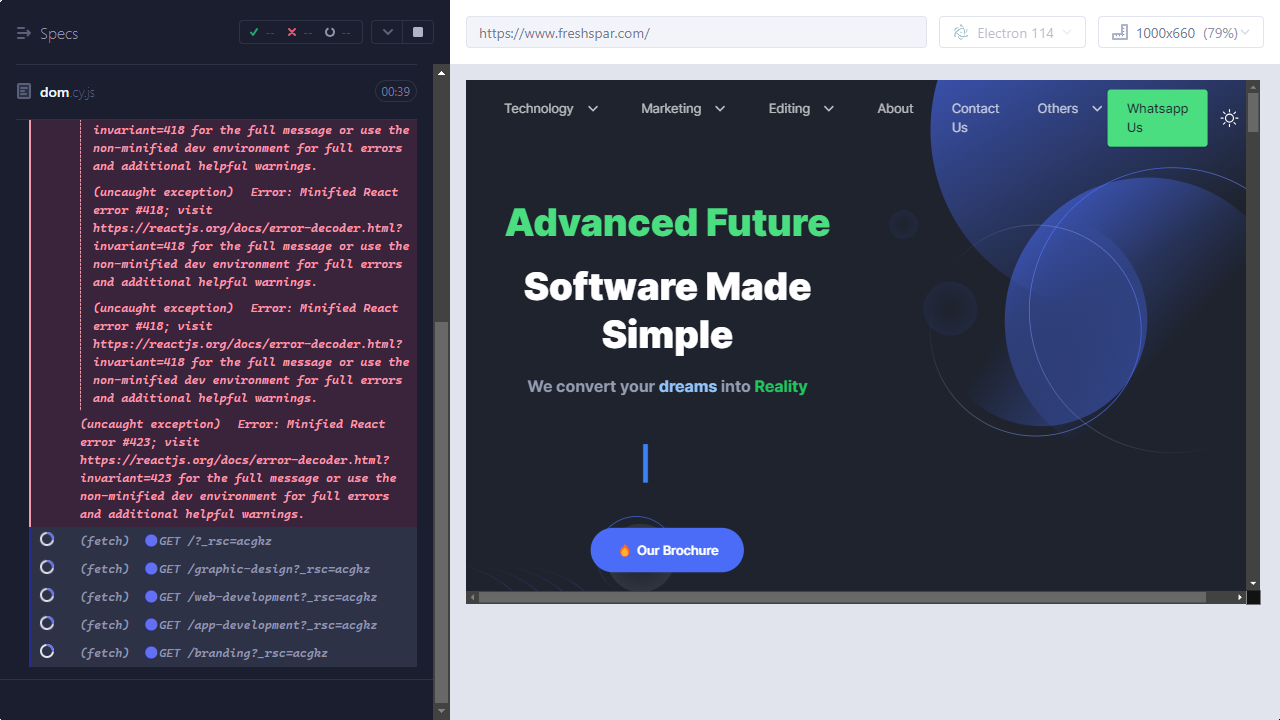 Specs
--
--
--
dom.cy.js
00:39
invariant=418 for the full message or use the
non-minified dev environment for full errors
and additional helpful warnings.
(uncaught exception) Error: Minified React
error #418; visit
https://reactjs.org/docs/error-decoder.html?
invariant=418 for the full message or use the
non-minified dev environment for full errors
and additional helpful warnings.
(uncaught exception) Error: Minified React
error #418; visit
https://reactjs.org/docs/error-decoder.html?
invariant=418 for the full message or use the
non-minified dev environment for full errors
and additional helpful warnings.
(uncaught exception) Error: Minified React
error #423; visit
https://reactjs.org/docs/error-decoder.html?
invariant=423 for the full message or use the
non-minified dev environment for full errors
and additional helpful warnings.
(fetch) GET /?_rsc=acghz
(fetch) GET /graphic-design?_rsc=acghz
(fetch) GET /web-development?_rsc=acghz
(fetch) GET /app-development?_rsc=acghz
(fetch) GET /branding?_rsc=acghz
https://www.freshspar.com/
Electron 114
1000x660 (79%)
Technology
Marketing
Editing
About
Contact
Us
Others
Whatsapp
Us
Advanced Future
Software Made
Simple
We convert your dreams into Reality
🔥 Our Brochure